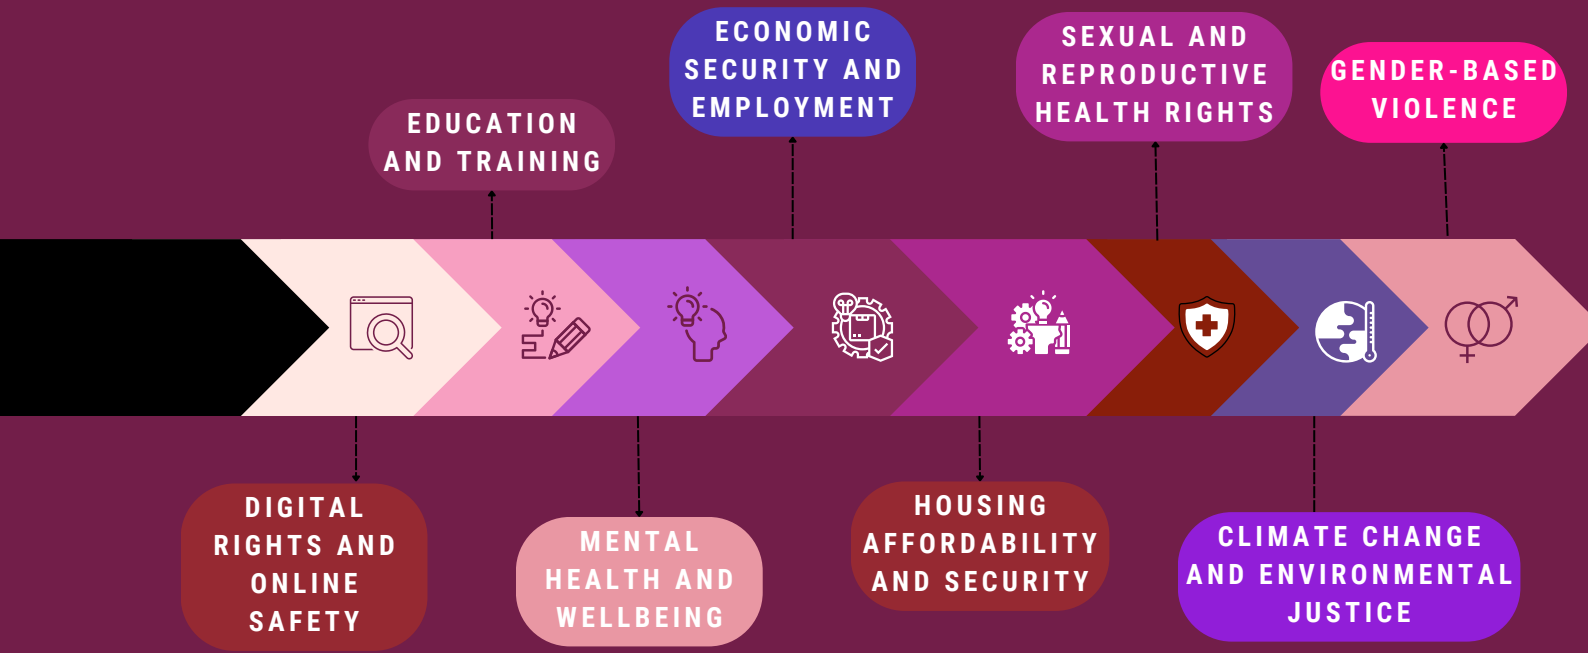 ECONOMIC
SECURITY AND
EMPLOYMENT
SEXUAL AND
REPRODUCTIVE
HEALTH RIGHTS
GENDER-BASED
VIOLENCE
EDUCATION
AND TRAINING
DIGITAL
RIGHTS AND
ONLINE
SAFETY
MENTAL
HEALTH AND
WELLBEING
HOUSING
AFFORDABILITY
AND SECURITY
CLIMATE CHANGE
AND ENVIRONMENTAL
JUSTICE